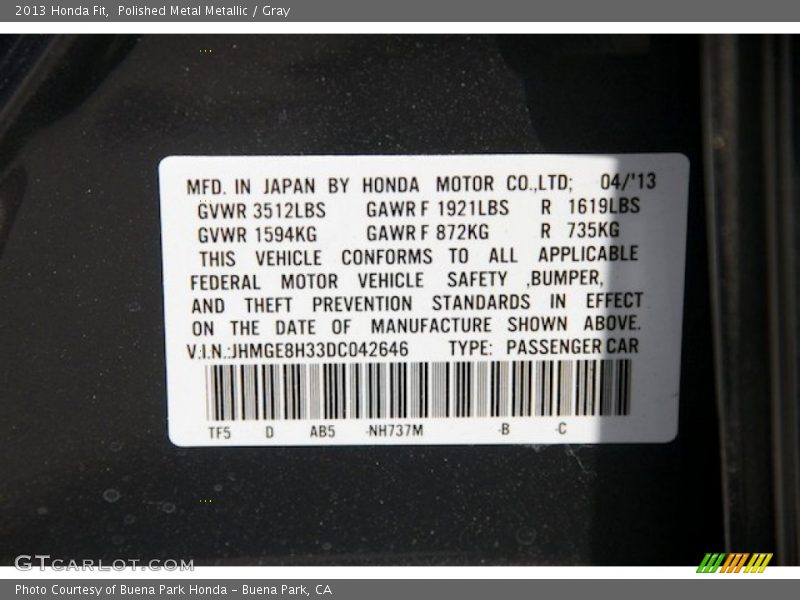 2013 Honda Fit, Polished Metal Metallic / Gray
MFD. IN JAPAN BY HONDA MOTOR CO.,LTD; 04/'13
GVWR 3512LBS GAWR F 1921LBS R 1619LBS
GVWR 1594KG GAWR F 872KG R 735KG
THIS VEHICLE CONFORMS TO ALL APPLICABLE
FEDERAL MOTOR VEHICLE SAFETY ,BUMPER,
AND THEFT PREVENTION STANDARDS IN EFFECT
ON THE DATE OF MANUFACTURE SHOWN ABOVE.
V.I.N.:JHMGE8H33DC042646 TYPE: PASSENGER CAR
TF5 D AB5 -NH737M -B -C
GTCARLOT.COM
Photo Courtesy of Buena Park Honda - Buena Park, CA